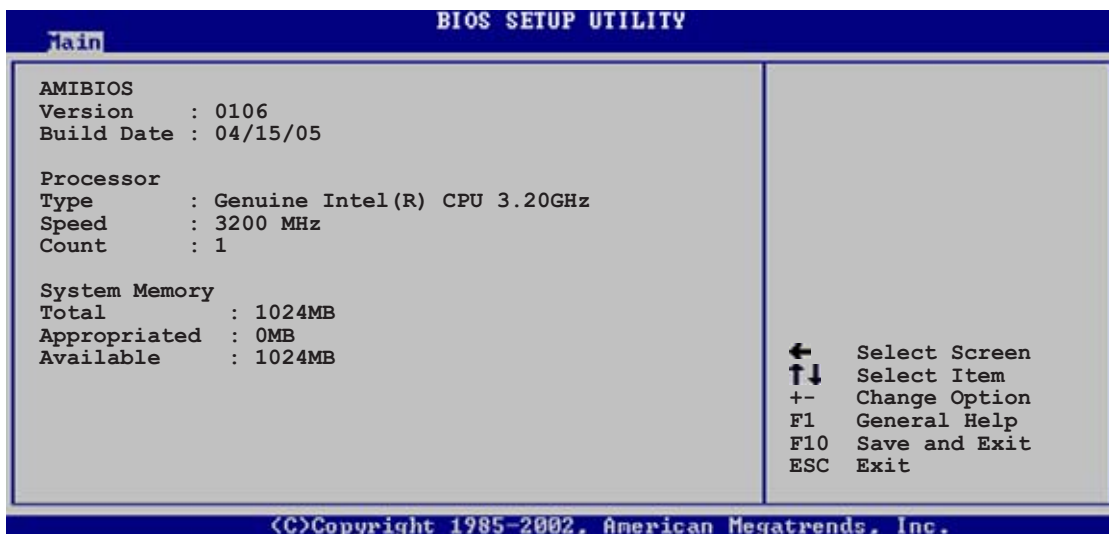 BIOS SETUP UTILITY
Main
AMIBIOS
Version : 0106
Build Date : 04/15/05
Processor
Type : Genuine Intel(R) CPU 3.20GHz
Speed : 3200 MHz
Count : 1
System Memory
Total : 1024MB
Appropriated : 0MB
Available : 1024MB
← Select Screen
↑↓ Select Item
+- Change Option
F1 General Help
F10 Save and Exit
ESC Exit
(C)Copyright 1985-2002, American Megatrends, Inc.